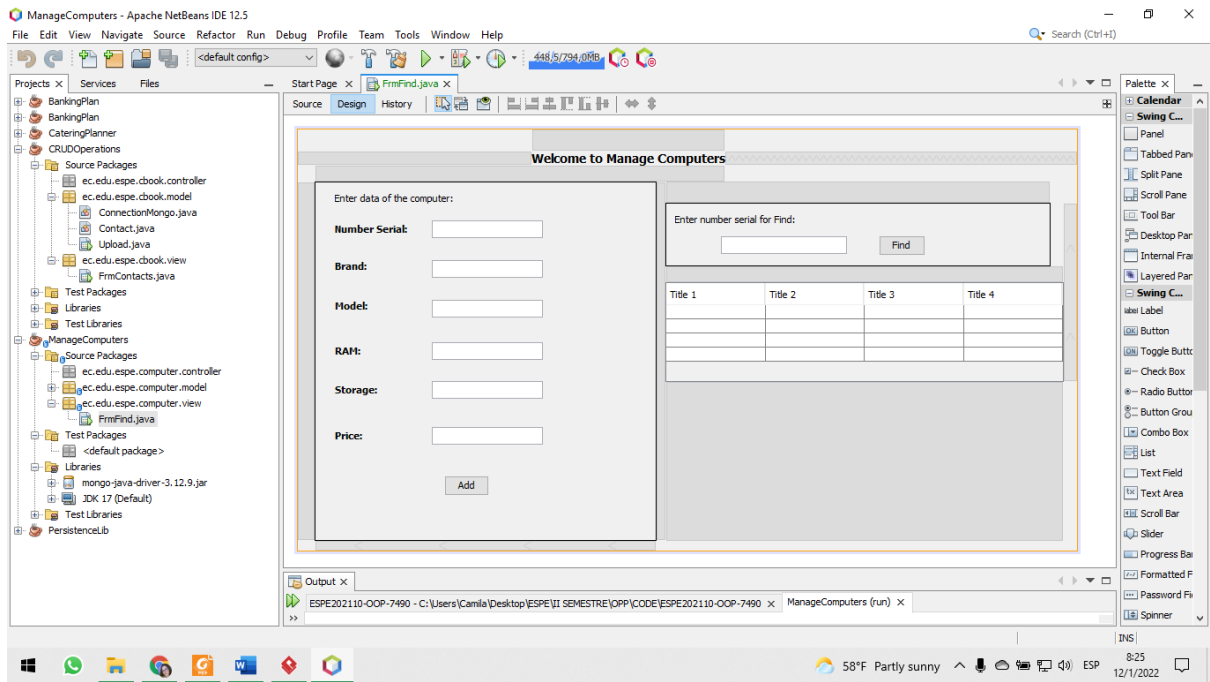 ManageComputers - Apache NetBeans IDE 12.5
File Edit View Navigate Source Refactor Run Debug Profile Team Tools Window Help
Search (Ctrl+I)
<default config>
448,5/794,0MB
Projects Services Files
Start Page FrmFind.java
Palette
Source Design History
BankingPlan
BankingPlan
CateringPlanner
CRUDOperations
Source Packages
ec.edu.espe.cbook.controller
ec.edu.espe.cbook.model
ConnectionMongo.java
Contact.java
Upload.java
ec.edu.espe.cbook.view
FrmContacts.java
Test Packages
Libraries
Test Libraries
ManageComputers
Source Packages
ec.edu.espe.computer.controller
ec.edu.espe.computer.model
ec.edu.espe.computer.view
FrmFind.java
Test Packages
<default package>
Libraries
mongo-java-driver-3.12.9.jar
JDK 17 (Default)
Test Libraries
PersistenceLib
Welcome to Manage Computers
Enter data of the computer:
Number Serial:
Brand:
Model:
RAM:
Storage:
Price:
Add
Enter number serial for Find:
Find
Title 1 Title 2 Title 3 Title 4
Calendar
Swing C...
Panel
Tabbed Pan
Split Pane
Scroll Pane
Tool Bar
Desktop Pan
Internal Fra
Layered Pan
Swing C...
label Label
OK Button
ON Toggle Butto
Check Box
Radio Button
Button Grou
Combo Box
List
Text Field
tx Text Area
Scroll Bar
Slider
Progress Bar
Formatted F
Password Fi
Spinner
Output
ESPE202110-OOP-7490 - C:\Users\Camila\Desktop\ESPE\II SEMESTRE\OPP\CODE\ESPE202110-OOP-7490 ManageComputers (run)
>>
INS
58°F Partly sunny ESP 8:25
12/1/2022